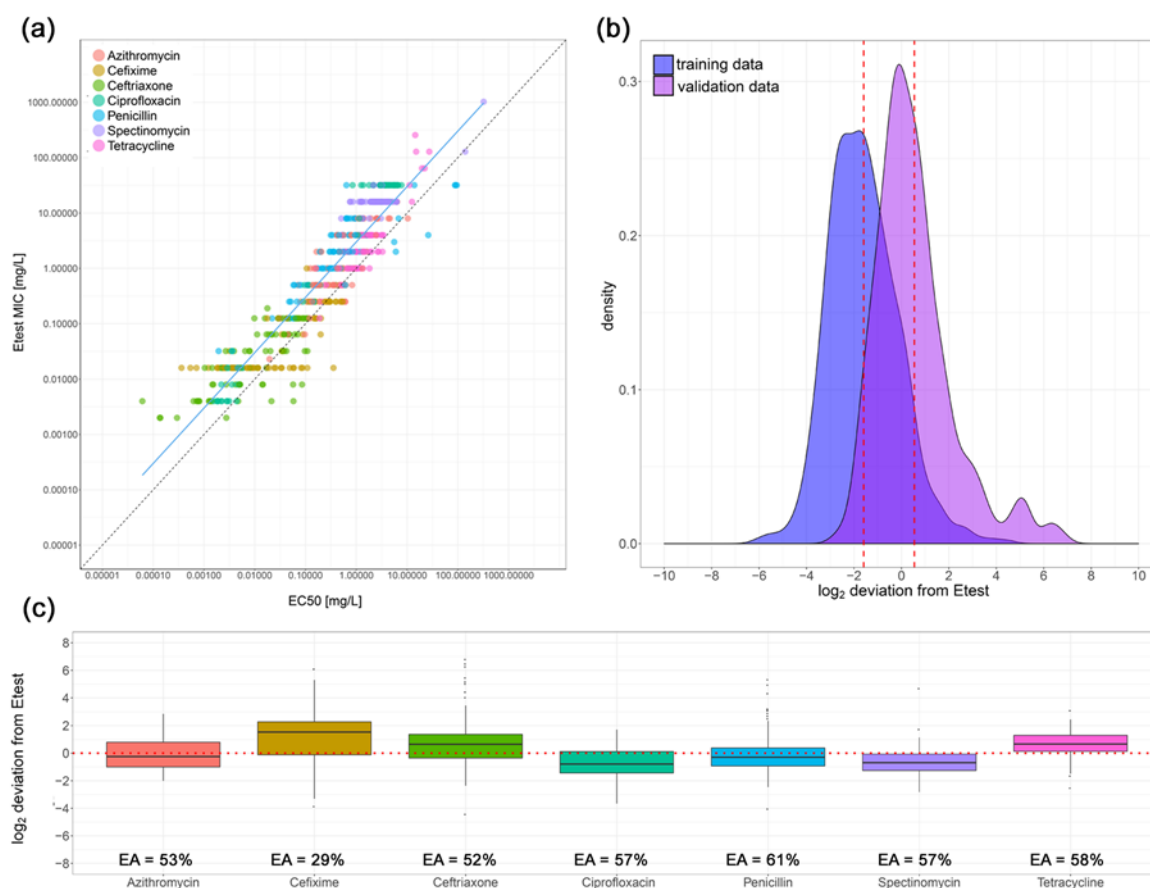 (a)
Azithromycin
Cefixime
Ceftriaxone
Ciprofloxacin
Penicillin
Spectinomycin
Tetracycline
Etest MIC [mg/L]
1000.00000
100.00000
10.00000
1.00000
0.10000
0.01000
0.00100
0.00010
0.00001
0.00001 0.00010 0.00100 0.01000 0.10000 1.00000 10.00000 100.00000 1000.00000
EC50 [mg/L]
(b)
training data
validation data
density
0.3
0.2
0.1
0.0
−10 −8 −6 −4 −2 0 2 4 6 8 10
log₂ deviation from Etest
(c)
log₂ deviation from Etest
8
6
4
2
0
−2
−4
−6
−8
EA = 53% EA = 29% EA = 52% EA = 57% EA = 61% EA = 57% EA = 58%
Azithromycin Cefixime Ceftriaxone Ciprofloxacin Penicillin Spectinomycin Tetracycline